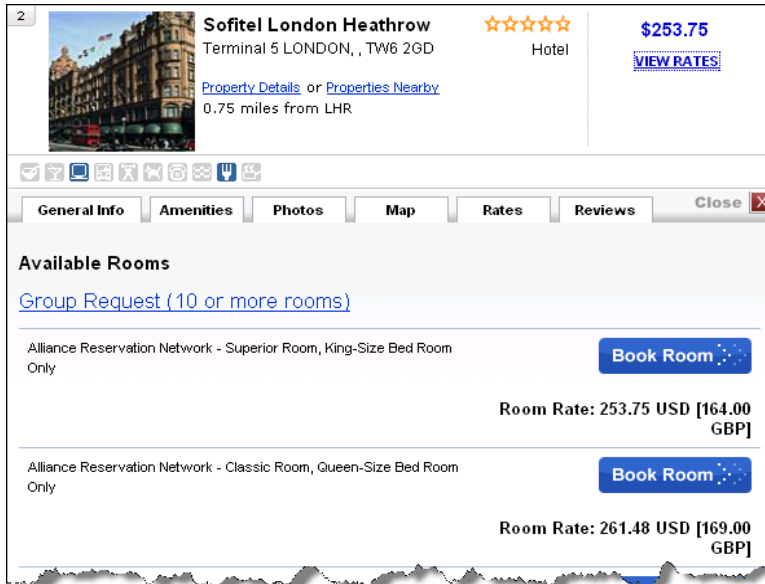 2
Sofitel London Heathrow
Terminal 5 LONDON, , TW6 2GD
Hotel
$253.75
VIEW RATES
Property Details or Properties Nearby
0.75 miles from LHR
General Info
Amenities
Photos
Map
Rates
Reviews
Close X
Available Rooms
Group Request (10 or more rooms)
Alliance Reservation Network - Superior Room, King-Size Bed Room
Only
Book Room
Room Rate: 253.75 USD [164.00
GBP]
Alliance Reservation Network - Classic Room, Queen-Size Bed Room
Only
Book Room
Room Rate: 261.48 USD [169.00
GBP]